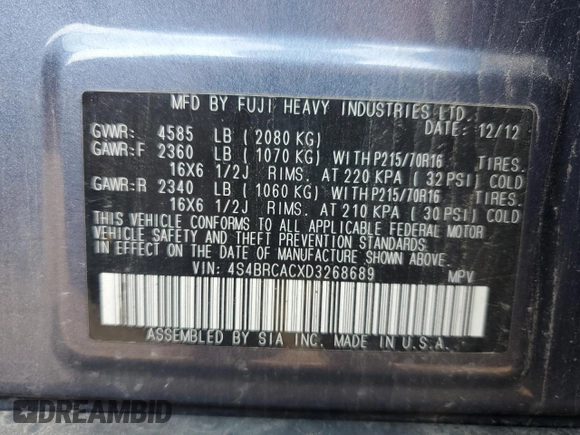 MFD BY FUJI HEAVY INDUSTRIES LTD.
DATE: 12/12
GVWR: 4585 LB (2080 KG)
GAWR:F 2360 LB (1070 KG) WITH P215/70R16 TIRES.
16X6 1/2J RIMS. AT 220 KPA (32 PSI) COLD
GAWR:R 2340 LB (1060 KG) WITH P215/70R16 TIRES.
16X6 1/2J RIMS. AT 210 KPA (30 PSI) COLD
THIS VEHICLE CONFORMS TO ALL APPLICABLE FEDERAL MOTOR
VEHICLE SAFETY AND THEFT PREVENTION STANDARDS
IN EFFECT ON THE DATE OF MANUFACTURE SHOWN ABOVE.
VIN: 4S4BRCACXD3268689 MPV
ASSEMBLED BY SIA INC. MADE IN U.S.A.
DREAMBID